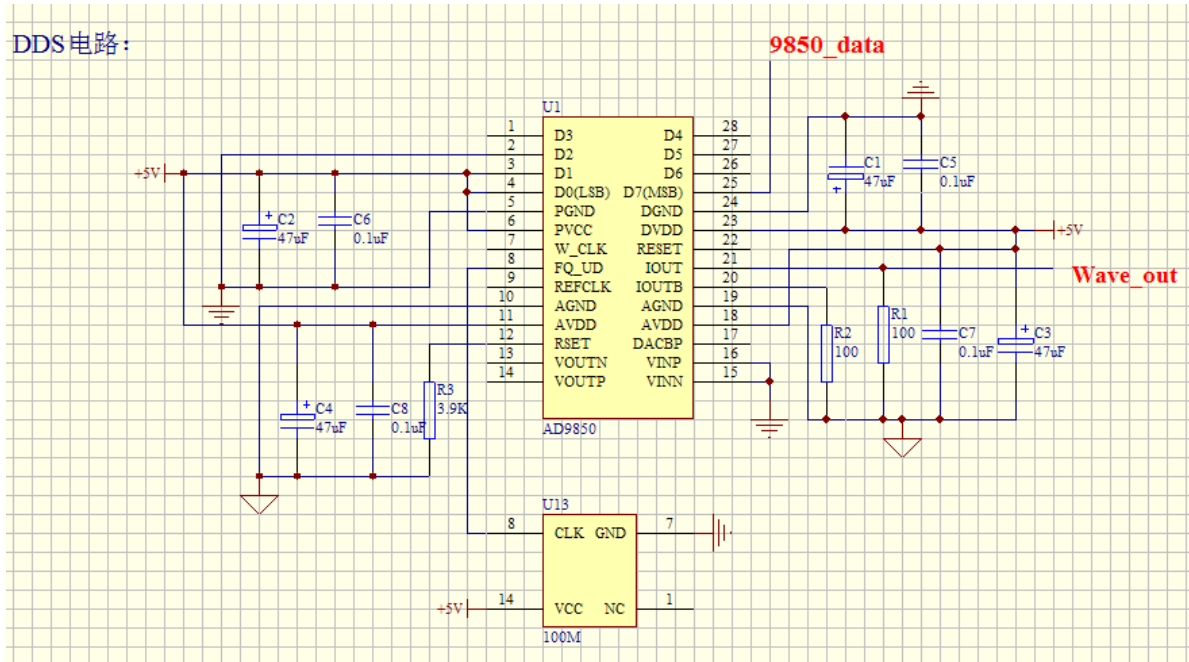 DDS电路：
9850_data
U1
1 D3 D4 28
2 D2 D5 27
3 D1 D6 26
4 D0(LSB) D7(MSB) 25
5 PGND DGND 24
6 PVCC DVDD 23
7 W_CLK RESET 22
8 FQ_UD IOUT 21
9 REFCLK IOUTB 20
10 AGND AGND 19
11 AVDD AVDD 18
12 RSET DACBP 17
13 VOUTN VINP 16
14 VOUTP VINN 15
AD9850
+5V
+ C2
47uF
C6
0.1uF
+ C4
47uF
C8
0.1uF
R3
3.9K
C1
47uF
+
C5
0.1uF
+5V
Wave_out
R2
100
R1
100
C7
0.1uF
+ C3
47uF
U13
8 CLK GND 7
+5V 14 VCC NC 1
100M